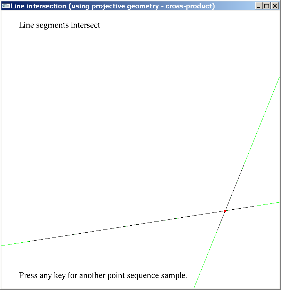 Line intersection (using projective geometry - cross-product)
Line segments intersect
Press any key for another point sequence sample.